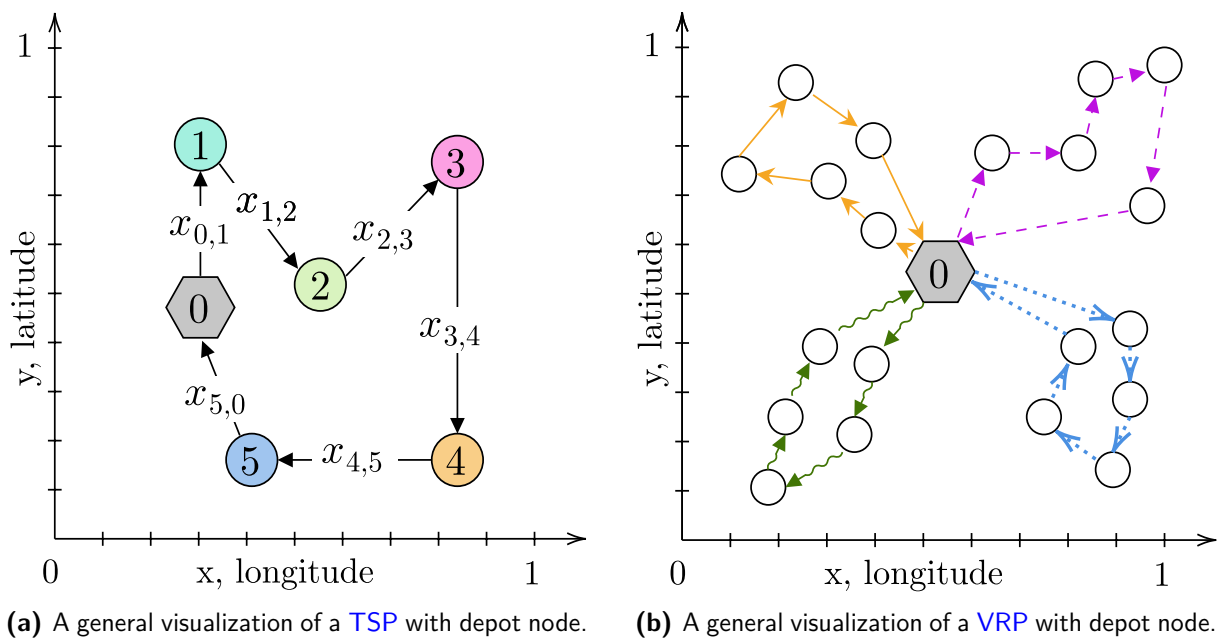 1
y, latitude
1
3
x0,1
x1,2
x2,3
2
0
x3,4
x5,0
5
x4,5
4
0
x, longitude
1
(a) A general visualization of a TSP with depot node.
1
y, latitude
0
0
x, longitude
1
(b) A general visualization of a VRP with depot node.